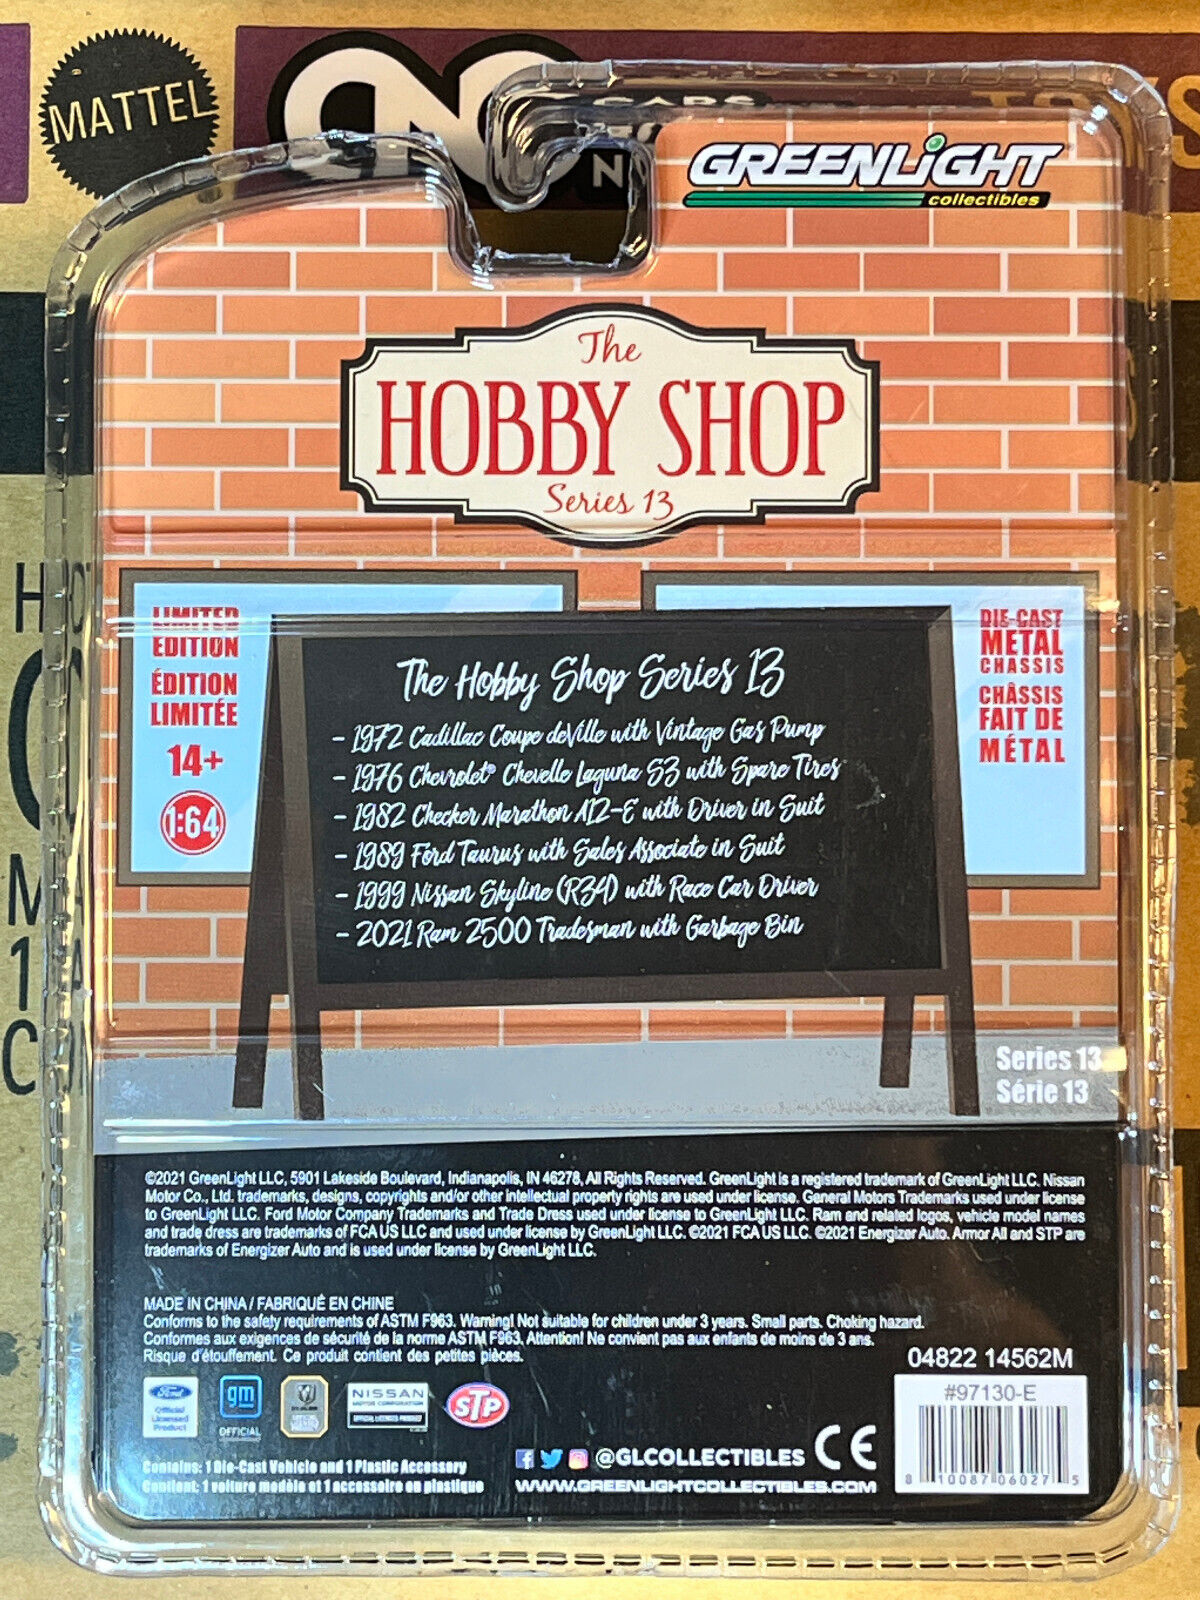 MATTEL
CARS
GREENLiGHT
collectibles
The
HOBBY SHOP
Series 13
LIMITED
EDITION
ÉDITION
LIMITÉE
14+
1:64
DIE-CAST
METAL
CHASSIS
CHÂSSIS
FAIT DE
MÉTAL
The Hobby Shop Series 13
- 1972 Cadillac Coupe deVille with Vintage Gas Pump
- 1976 Chevrolet® Chevelle Laguna S3 with Spare Tires
- 1982 Checker Marathon A12-E with Driver in Suit
- 1989 Ford Taurus with Sales Associate in Suit
- 1999 Nissan Skyline (R34) with Race Car Driver
- 2021 Ram 2500 Tradesman with Garbage Bin
Series 13
Série 13
©2021 GreenLight LLC, 5901 Lakeside Boulevard, Indianapolis, IN 46278, All Rights Reserved. GreenLight is a registered trademark of GreenLight LLC. Nissan
Motor Co., Ltd. trademarks, designs, copyrights and/or other intellectual property rights are used under license. General Motors Trademarks used under license
to GreenLight LLC. Ford Motor Company Trademarks and Trade Dress used under license to GreenLight LLC. Ram and related logos, vehicle model names
and trade dress are trademarks of FCA US LLC and used under license by GreenLight LLC. ©2021 FCA US LLC. ©2021 Energizer Auto. Armor All and STP are
trademarks of Energizer Auto and is used under license by GreenLight LLC.
MADE IN CHINA / FABRIQUÉ EN CHINE
Conforms to the safety requirements of ASTM F963. Warning! Not suitable for children under 3 years. Small parts. Choking hazard.
Conformes aux exigences de sécurité de la norme ASTM F963. Attention! Ne convient pas aux enfants de moins de 3 ans.
Risque d'étouffement. Ce produit contient des petites pièces.
04822 14562M
#97130-E
8 10087 06027 5
Ford
Official
Licensed
Product
gm
OFFICIAL
NISSAN
MOTOR CORPORATION
OFFICIAL LICENSED PRODUCT
STP
@GLCOLLECTIBLES
CE
WWW.GREENLIGHTCOLLECTIBLES.COM
Contains: 1 Die-Cast Vehicle and 1 Plastic Accessory
Contient: 1 voiture modèle et 1 accessoire en plastique